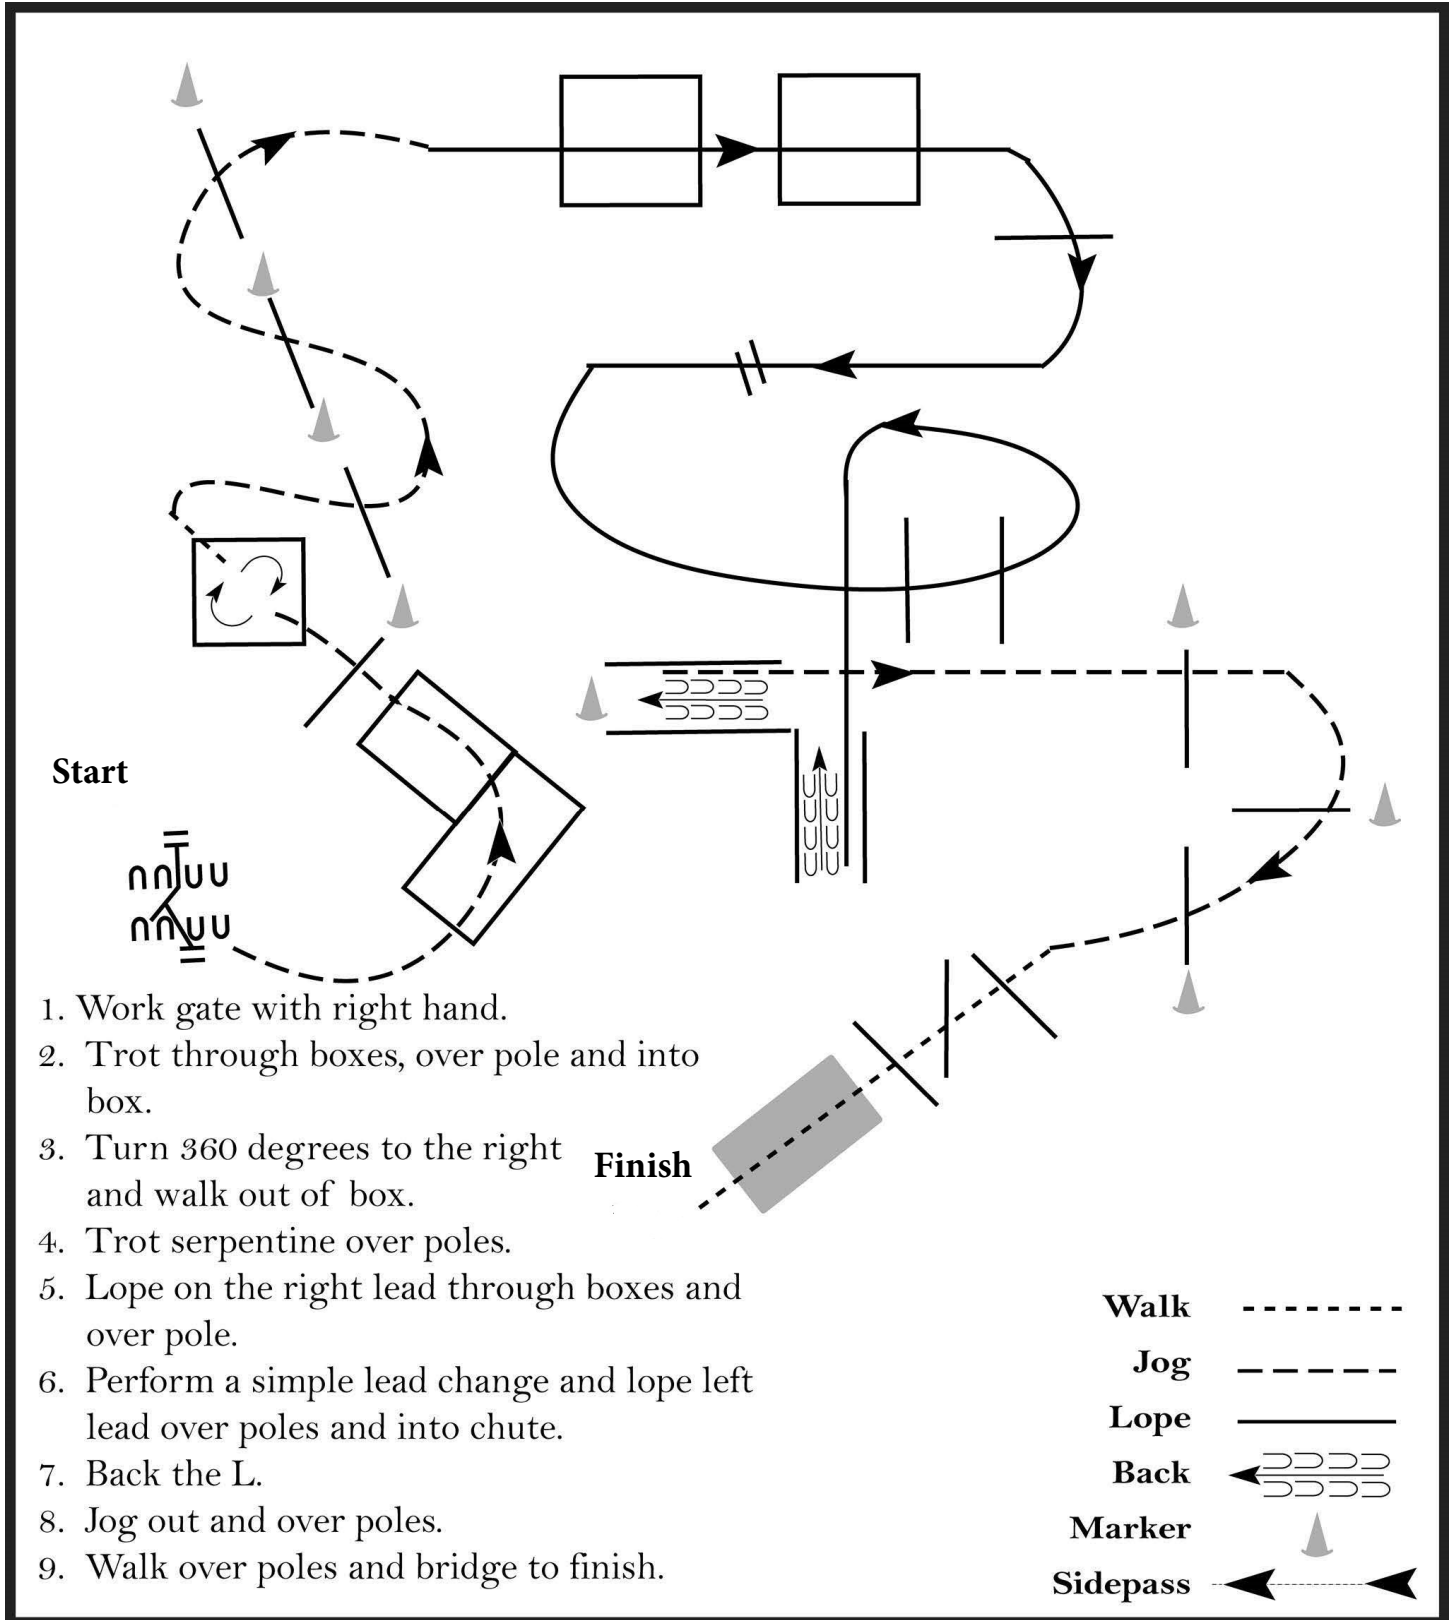 Start
1. Work gate with right hand.
2. Trot through boxes, over pole and into
box.
3. Turn 360 degrees to the right
and walk out of box.
4. Trot serpentine over poles.
5. Lope on the right lead through boxes and
over pole.
6. Perform a simple lead change and lope left
lead over poles and into chute.
7. Back the L.
8. Jog out and over poles.
9. Walk over poles and bridge to finish.
Finish
Walk
Jog
Lope
Back
Marker
Sidepass